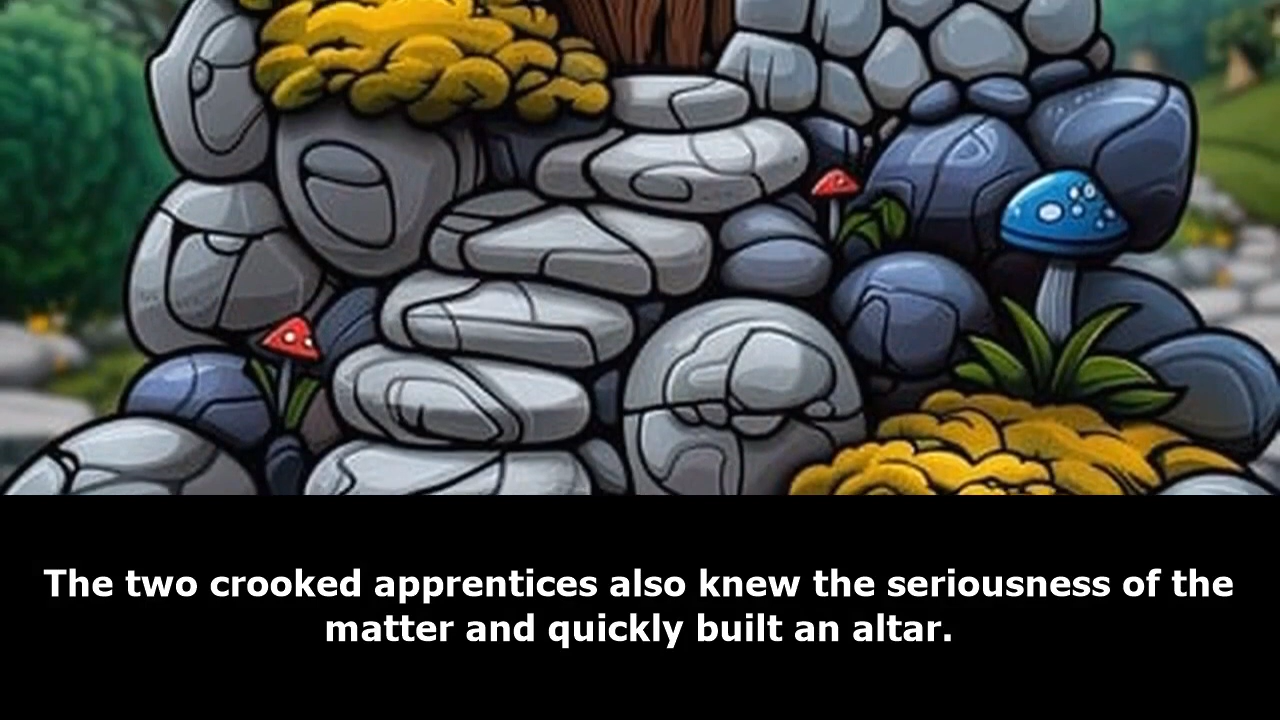 The two crooked apprentices also knew the seriousness of the
matter and quickly built an altar.